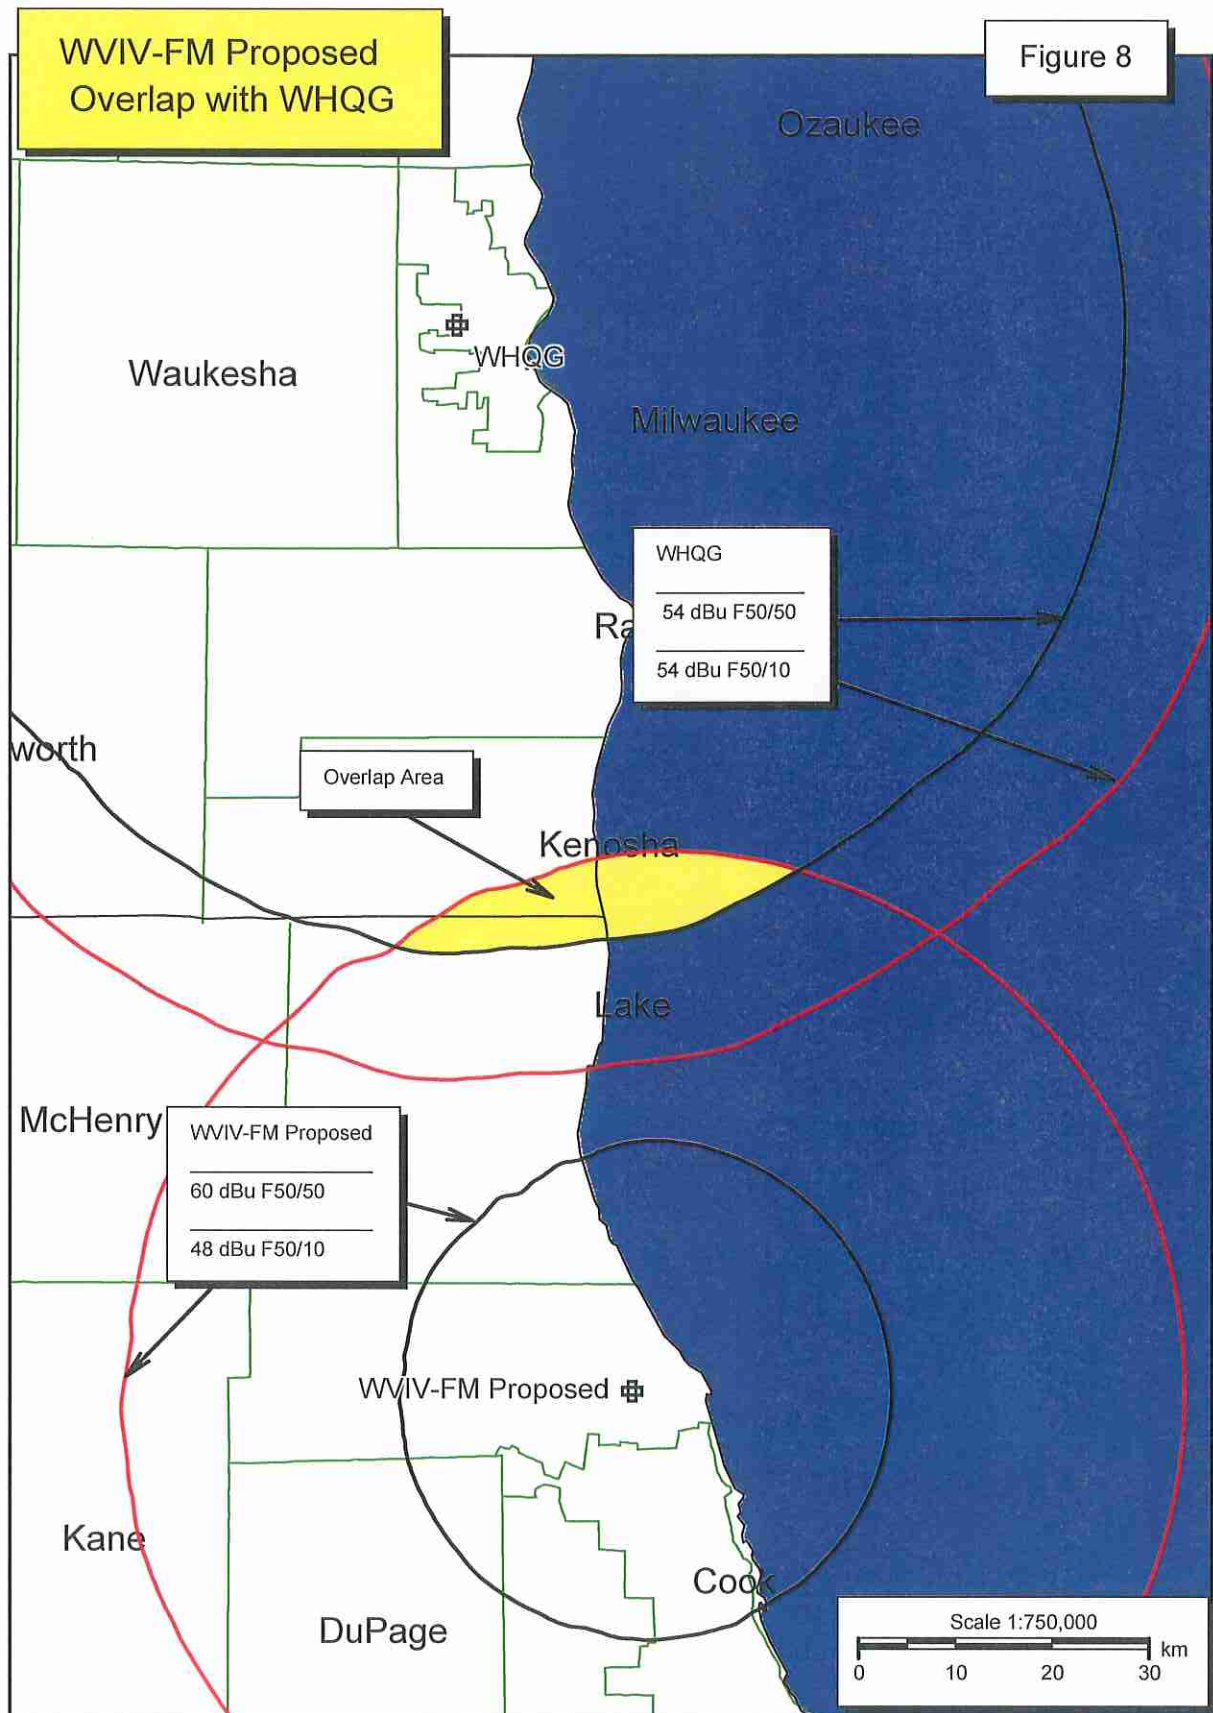 WVIV-FM Proposed
Overlap with WHQG
Figure 8
Ozaukee
WHQG
Waukesha
Milwaukee
WHQG
54 dBu F50/50
54 dBu F50/10
Ra
worth
Overlap Area
Kenosha
Lake
McHenry
WVIV-FM Proposed
60 dBu F50/50
48 dBu F50/10
WVIV-FM Proposed
Kane
Cook
DuPage
Scale 1:750,000
km
0 10 20 30